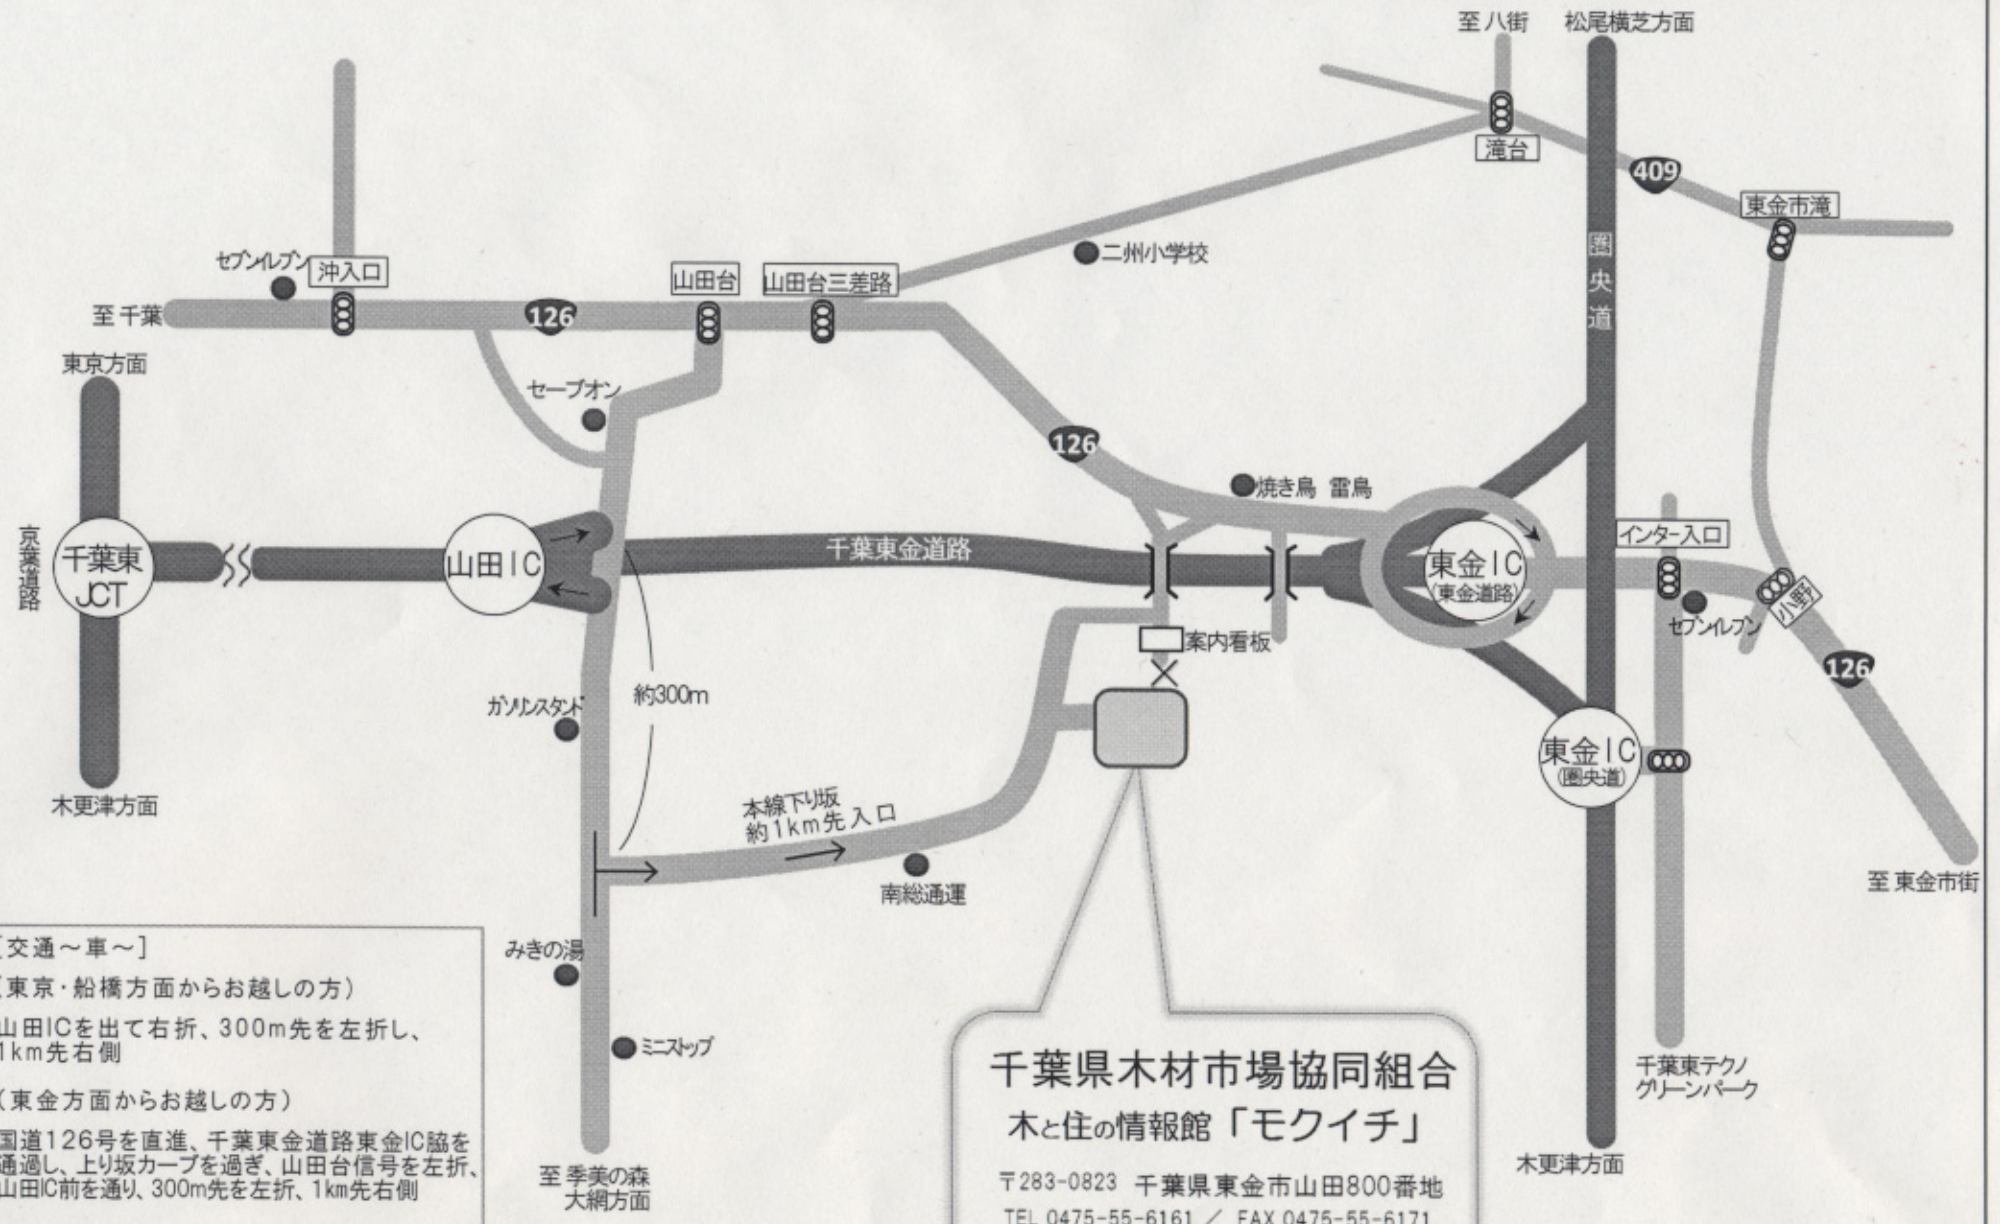 至 八街
松尾横芝方面
滝台
409
東金市滝
圏央道
二州小学校
セブンイレブン
沖入口
山田台
山田台三差路
至 千葉
126
東京方面
セーブオン
126
焼き鳥 雷鳥
京葉道路
千葉東
JCT
山田IC
千葉東金道路
東金IC
(東金道路)
インター入口
セブンイレブン
小野
126
案内看板
約300m
ガソリンスタンド
東金IC
(圏央道)
木更津方面
本線下り坂
約1km先 入口
南総通運
至 東金市街
みきの湯
ミニストップ
千葉東テクノ
グリーンパーク
木更津方面
至 季美の森
大網方面
[交通～車～]
(東京・船橋方面からお越しの方)
山田ICを出て右折、300m先を左折し、
1km先右側
(東金方面からお越しの方)
国道126号を直進、千葉東金道路東金IC脇を
通過し、上り坂カーブを過ぎ、山田台信号を左折、
山田IC前を通り、300m先を左折、1km先右側
千葉県木材市場協同組合
木と住の情報館「モクイチ」
〒283-0823 千葉県東金市山田800番地
TEL 0475-55-6161 / FAX 0475-55-6171